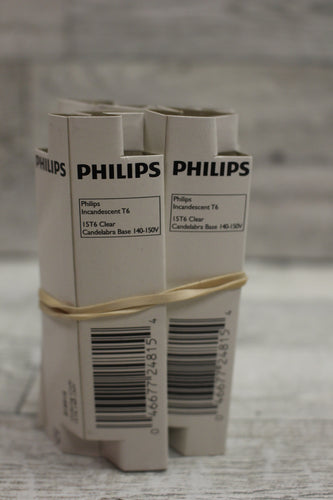 PHILIPS
PHILIPS
Philips
Incandescent T6
15T6 Clear
Candelabra Base 140-150V
0 46677 24815 4
PHILIPS
Philips
Incandescent T6
15T6 Clear
Candelabra Base 140-150V
0 46677 24815 4